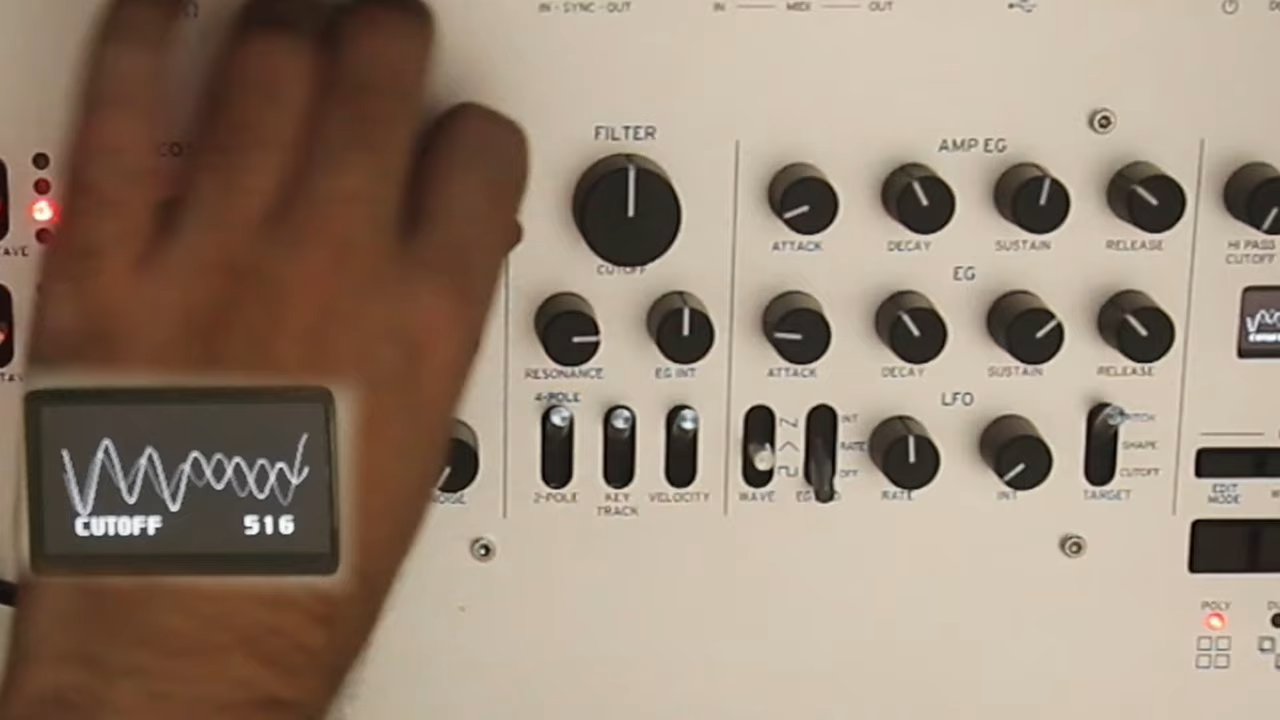 IN - SYNC - OUT
IN MIDI OUT
FILTER
AMP EG
CUTOFF
ATTACK DECAY SUSTAIN RELEASE
HI PASS
CUTOFF
EG
RESONANCE EG INT
ATTACK DECAY SUSTAIN RELEASE
4-POLE
LFO
INT
RATE
OFF
PITCH
SHAPE
CUTOFF
2-POLE KEY TRACK VELOCITY
WAVE RATE INT TARGET
EDIT
MODE
CUTOFF 516
POLY